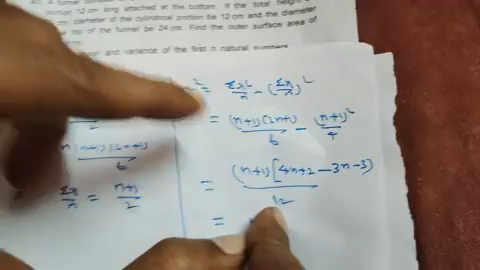 portion 12 cm long attached at the bottom. If the total height
diameter of the cylindrical portion be 12 cm and the diameter
top of the funnel be 24 cm. Find the outer surface area of
and variance of the first n natural numbers
² = Σx²/n − (Σx/n)²
= (n+1)(2n+1)/6 − (n+1)²/4
2
n(n+1)(2n+1)/6
= (n+1)[4n+2−3n−3]/12
Σx/n = n+1/2
=